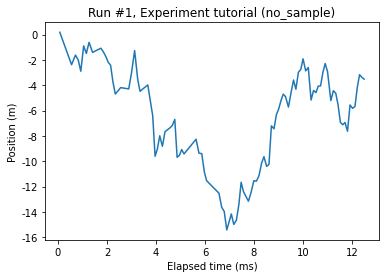 Run #1, Experiment tutorial (no_sample)
Position (m)
0
-2
-4
-6
-8
-10
-12
-14
-16
0 2 4 6 8 10 12
Elapsed time (ms)